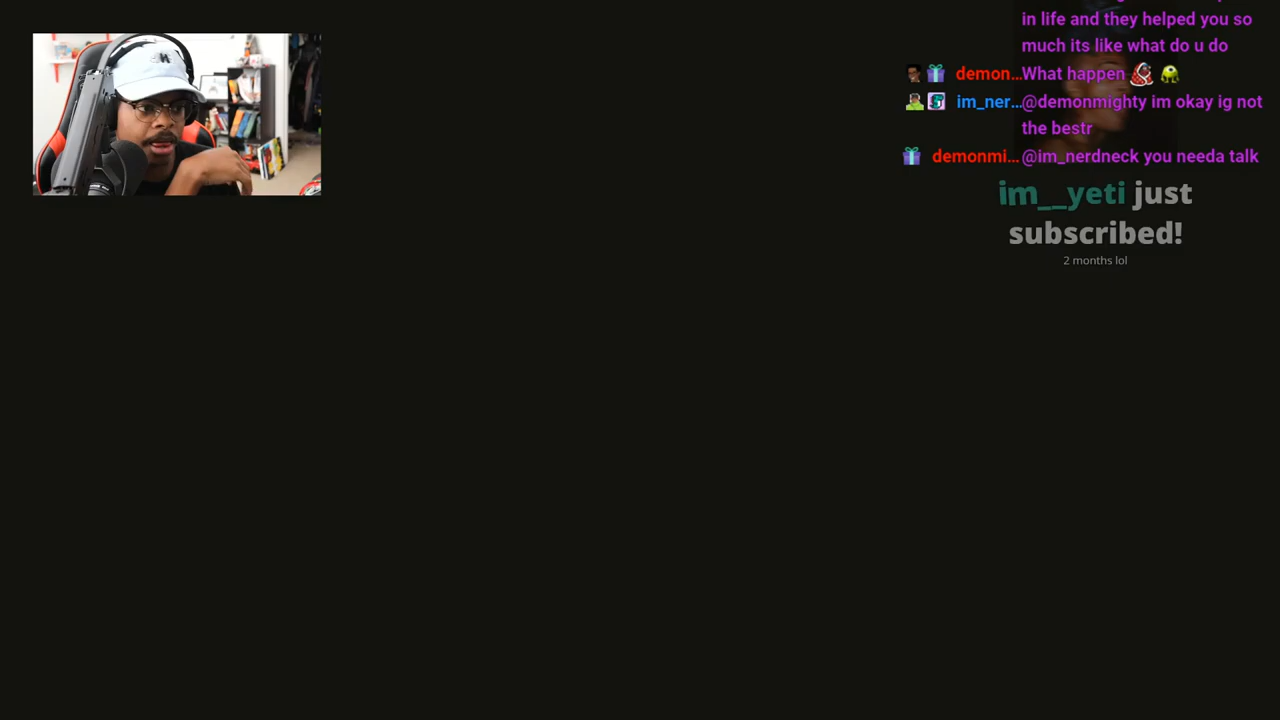 in life and they helped you so
much its like what do u do
demon... What happen
im_ner... @demonmighty im okay ig not
the bestr
demonmi... @im_nerdneck you needa talk
im__yeti just
subscribed!
2 months lol